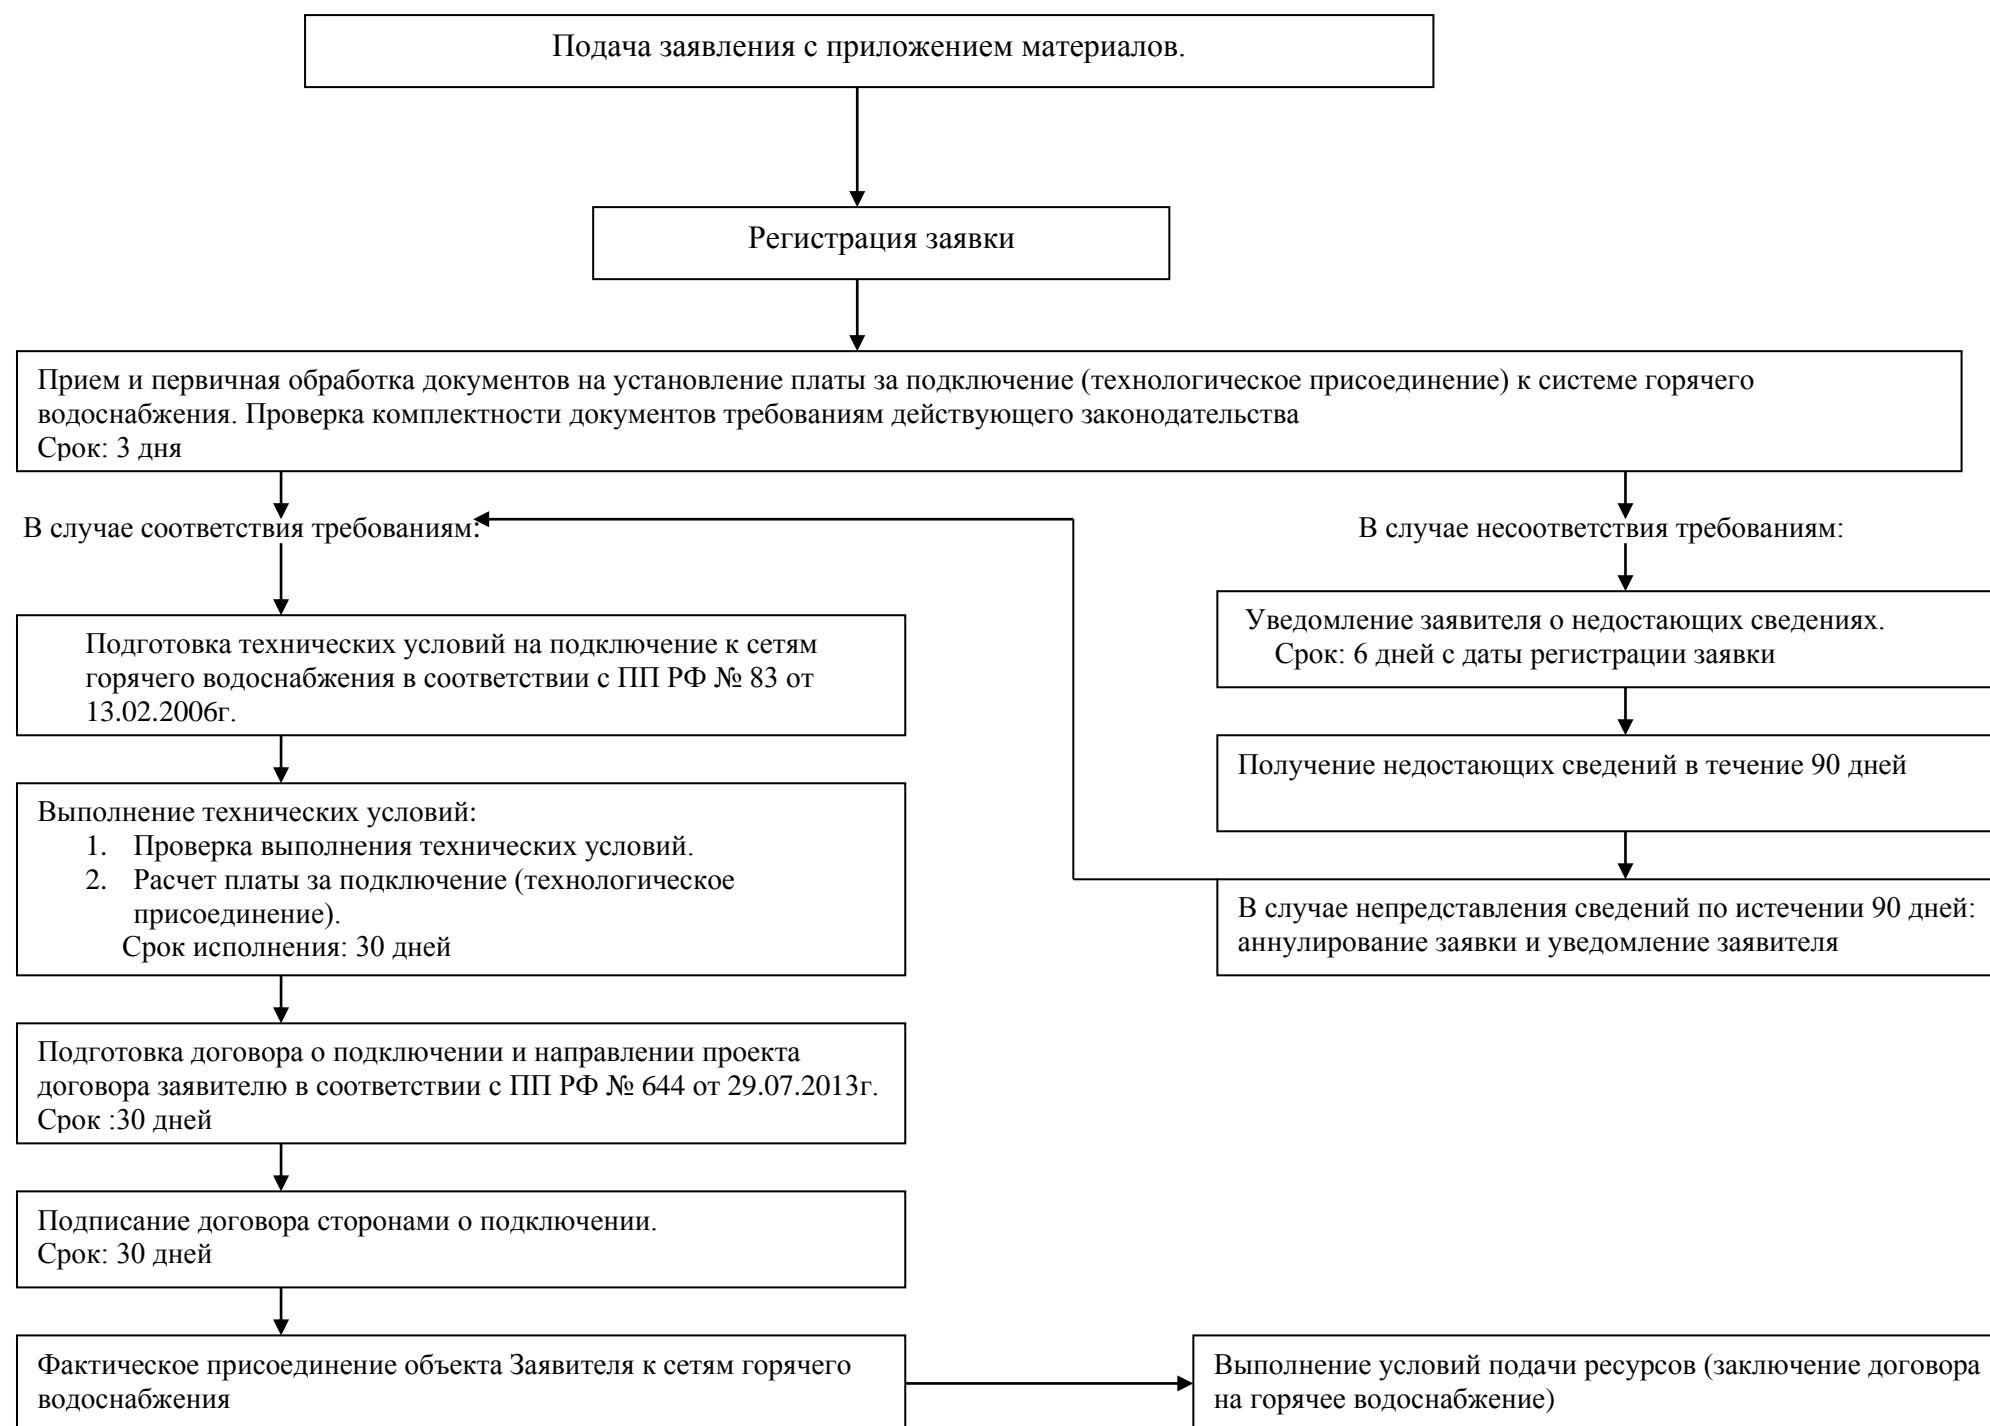 Подача заявления с приложением материалов.
Регистрация заявки
Прием и первичная обработка документов на установление платы за подключение (технологическое присоединение) к системе горячего
водоснабжения. Проверка комплектности документов требованиям действующего законодательства
Срок: 3 дня
В случае соответствия требованиям:
В случае несоответствия требованиям:
Подготовка технических условий на подключение к сетям
горячего водоснабжения в соответствии с ПП РФ № 83 от
13.02.2006г.
Уведомление заявителя о недостающих сведениях.
Срок: 6 дней с даты регистрации заявки
Получение недостающих сведений в течение 90 дней
Выполнение технических условий:
1. Проверка выполнения технических условий.
2. Расчет платы за подключение (технологическое
присоединение).
Срок исполнения: 30 дней
В случае непредставления сведений по истечении 90 дней:
аннулирование заявки и уведомление заявителя
Подготовка договора о подключении и направлении проекта
договора заявителю в соответствии с ПП РФ № 644 от 29.07.2013г.
Срок :30 дней
Подписание договора сторонами о подключении.
Срок: 30 дней
Фактическое присоединение объекта Заявителя к сетям горячего
водоснабжения
Выполнение условий подачи ресурсов (заключение договора
на горячее водоснабжение)